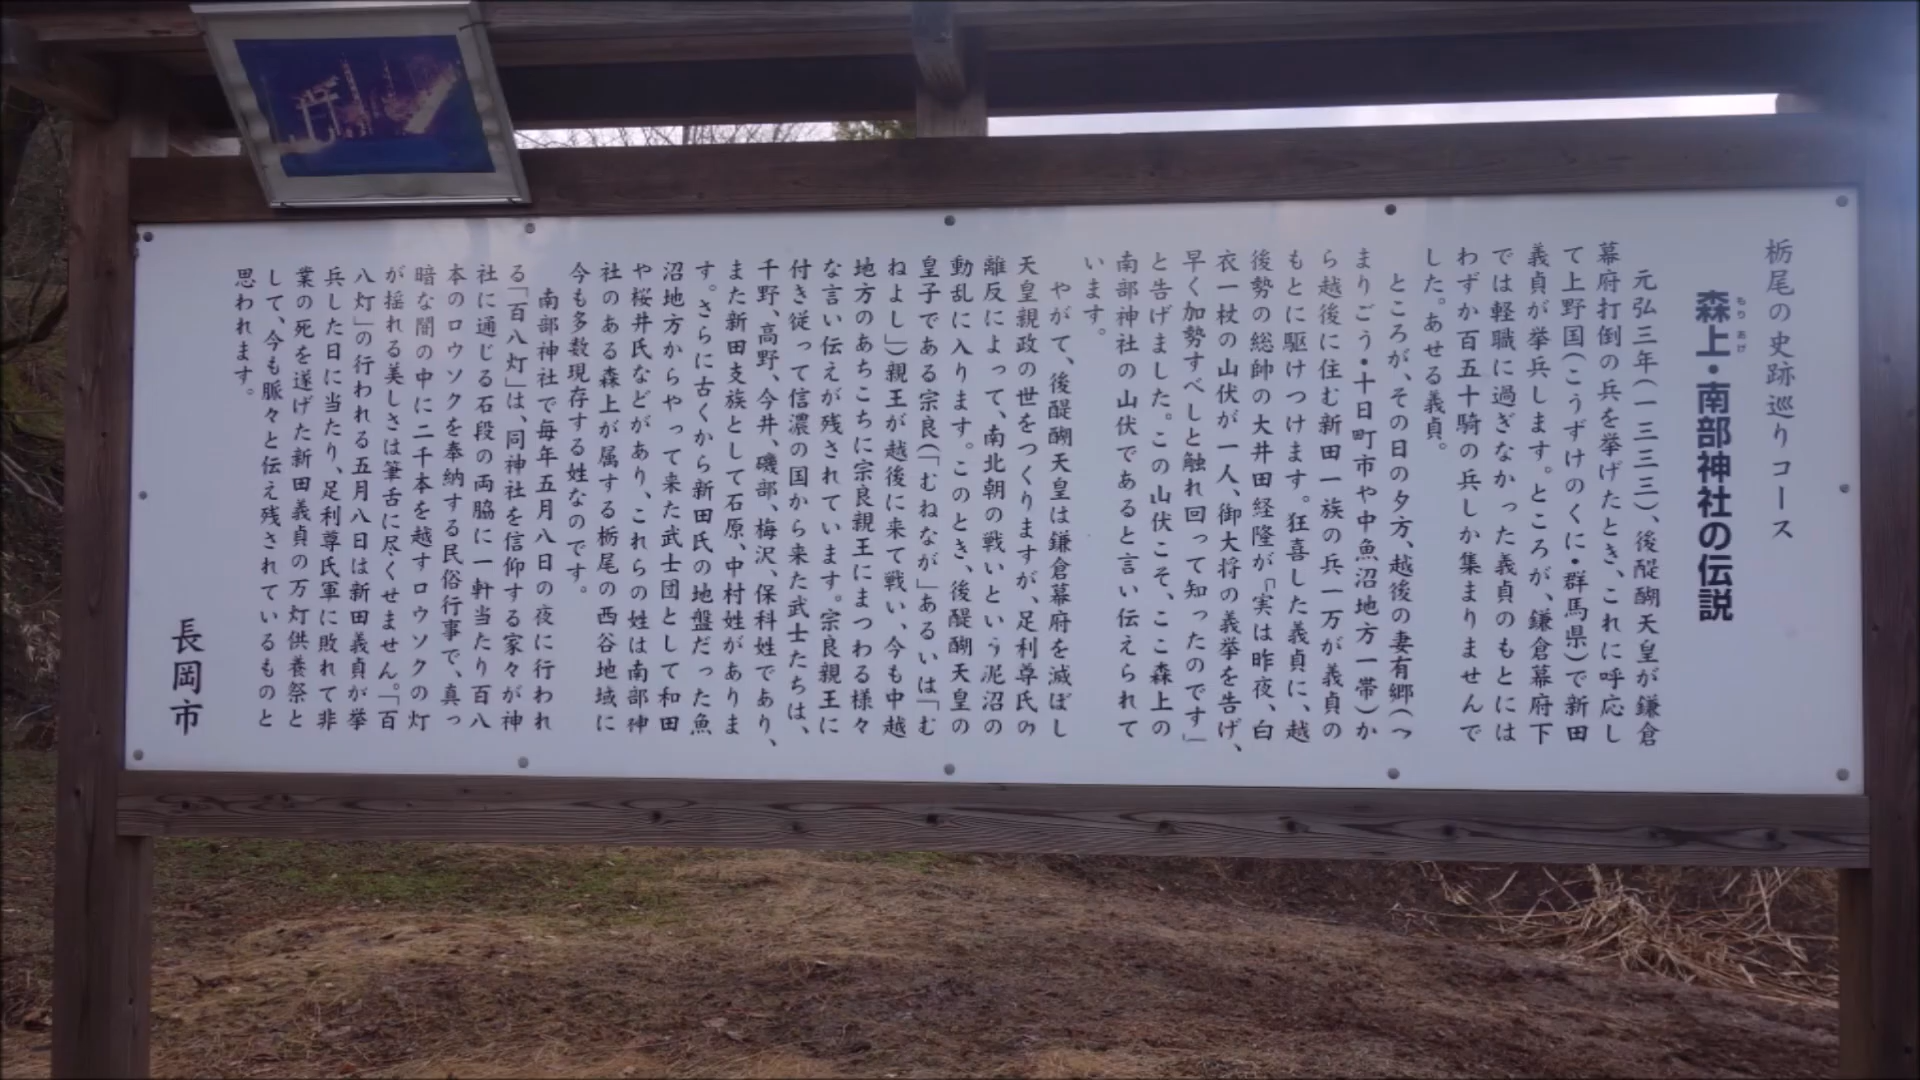 栃尾の史跡巡りコース
もりあげ
森上・南部神社の伝説
元弘三年(一三三三)、後醍醐天皇が鎌倉
幕府打倒の兵を挙げたとき、これに呼応し
て上野国(こうずけのくに・群馬県)で新田
義貞が挙兵します。ところが、鎌倉幕府下
では軽職に過ぎなかった義貞のもとには
わずか百五十騎の兵しか集まりませんで
した。あせる義貞。
ところが、その日の夕方、越後の妻有郷(つ
まりごう・十日町市や中魚沼地方一帯)か
ら越後に住む新田一族の兵一万が義貞の
もとに駆けつけます。狂喜した義貞に、越
後勢の総帥の大井田経隆が「実は昨夜、白
衣一杖の山伏が一人、御大将の義挙を告げ、
早く加勢すべしと触れ回って知ったのです」
と告げました。この山伏こそ、ここ森上の
南部神社の山伏であると言い伝えられて
います。
やがて、後醍醐天皇は鎌倉幕府を滅ぼし
天皇親政の世をつくりますが、足利尊氏の
離反によって、南北朝の戦いという泥沼の
動乱に入ります。このとき、後醍醐天皇の
皇子である宗良(「むねなが」あるいは「む
ねよし」)親王が越後に来て戦い、今も中越
地方のあちこちに宗良親王にまつわる様々
な言い伝えが残されています。宗良親王に
付き従って信濃の国から来た武士たちは、
千野、高野、今井、磯部、梅沢、保科姓であり、
また新田支族として石原、中村姓がありま
す。さらに古くから新田氏の地盤だった魚
沼地方からやって来た武士団として和田
や桜井氏などがあり、これらの姓は南部神
社のある森上が属する栃尾の西谷地域に
今も多数現存する姓なのです。
南部神社で毎年五月八日の夜に行われ
る「百八灯」は、同神社を信仰する家々が神
社に通じる石段の両脇に一軒当たり百八
本のロウソクを奉納する民俗行事で、真っ
暗な闇の中に二千本を越すロウソクの灯
が揺れる美しさは筆舌に尽くせません。「百
八灯」の行われる五月八日は新田義貞が挙
兵した日に当たり、足利尊氏軍に敗れて非
業の死を遂げた新田義貞の万灯供養祭と
して、今も脈々と伝え残されているものと
思われます。
長岡市